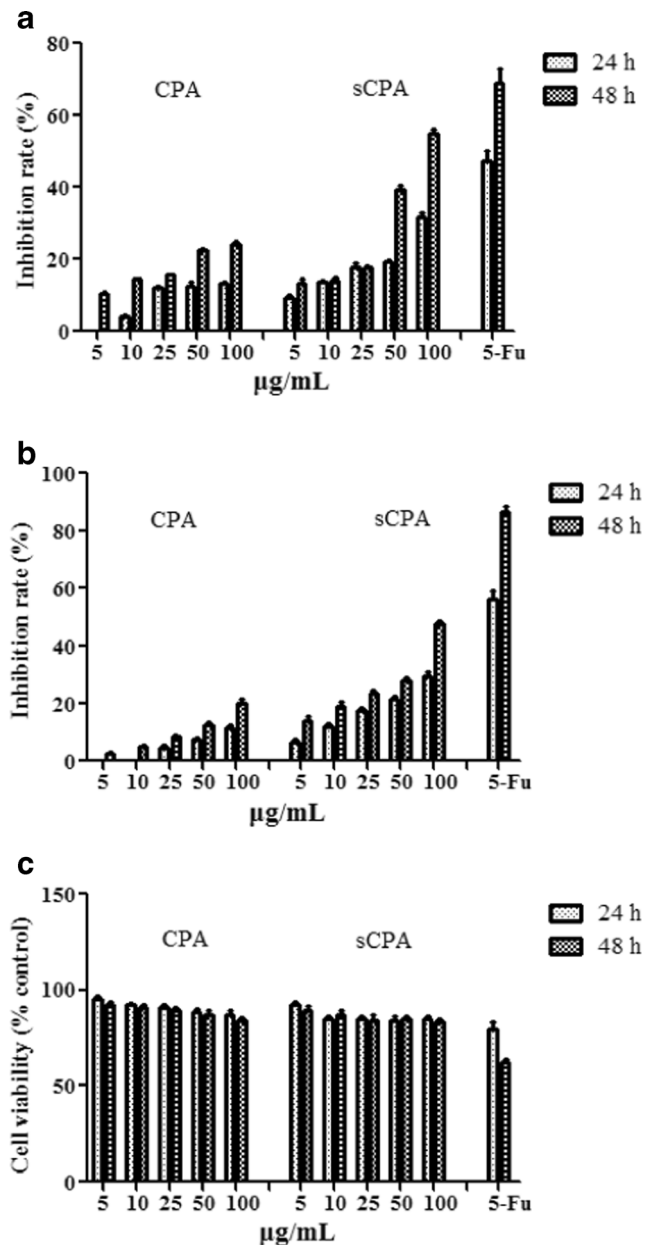 a
80
60
40
20
0
Inhibition rate (%)
CPA
sCPA
24 h
48 h
5 10 25 50 100 5 10 25 50 100 5-Fu
µg/mL
b
100
80
60
40
20
0
Inhibition rate (%)
CPA
sCPA
24 h
48 h
5 10 25 50 100 5 10 25 50 100 5-Fu
µg/mL
c
150
100
50
0
Cell viability (% control)
CPA
sCPA
24 h
48 h
5 10 25 50 100 5 10 25 50 100 5-Fu
µg/mL